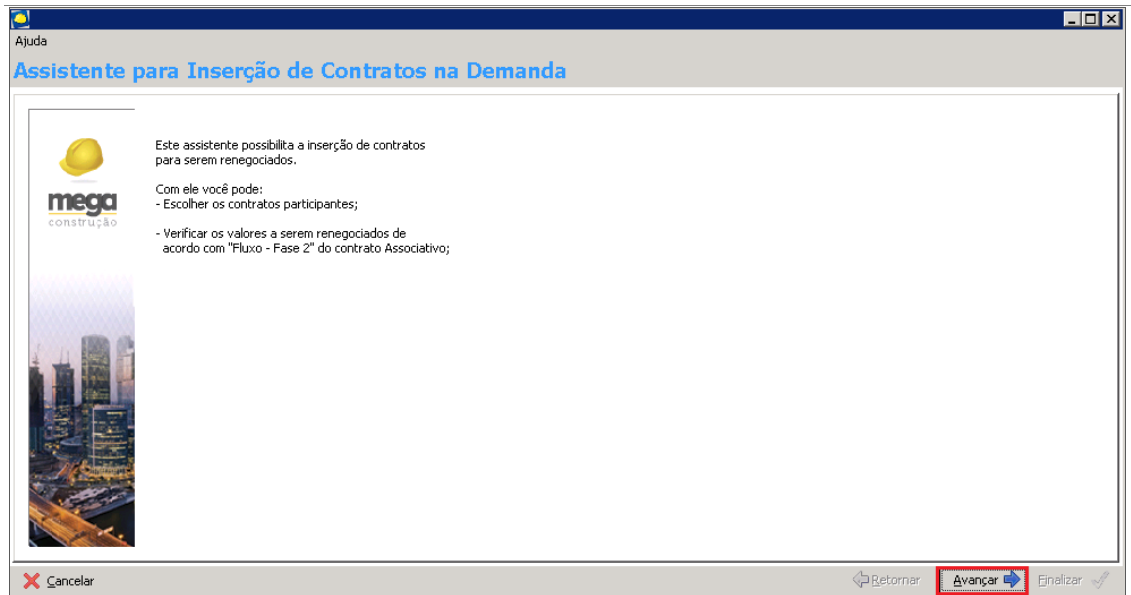 Ajuda
Assistente para Inserção de Contratos na Demanda
Este assistente possibilita a inserção de contratos
para serem renegociados.
Com ele você pode:
- Escolher os contratos participantes;
- Verificar os valores a serem renegociados de
acordo com "Fluxo - Fase 2" do contrato Associativo;
mega
construção
Cancelar
Retornar
Avançar
Finalizar